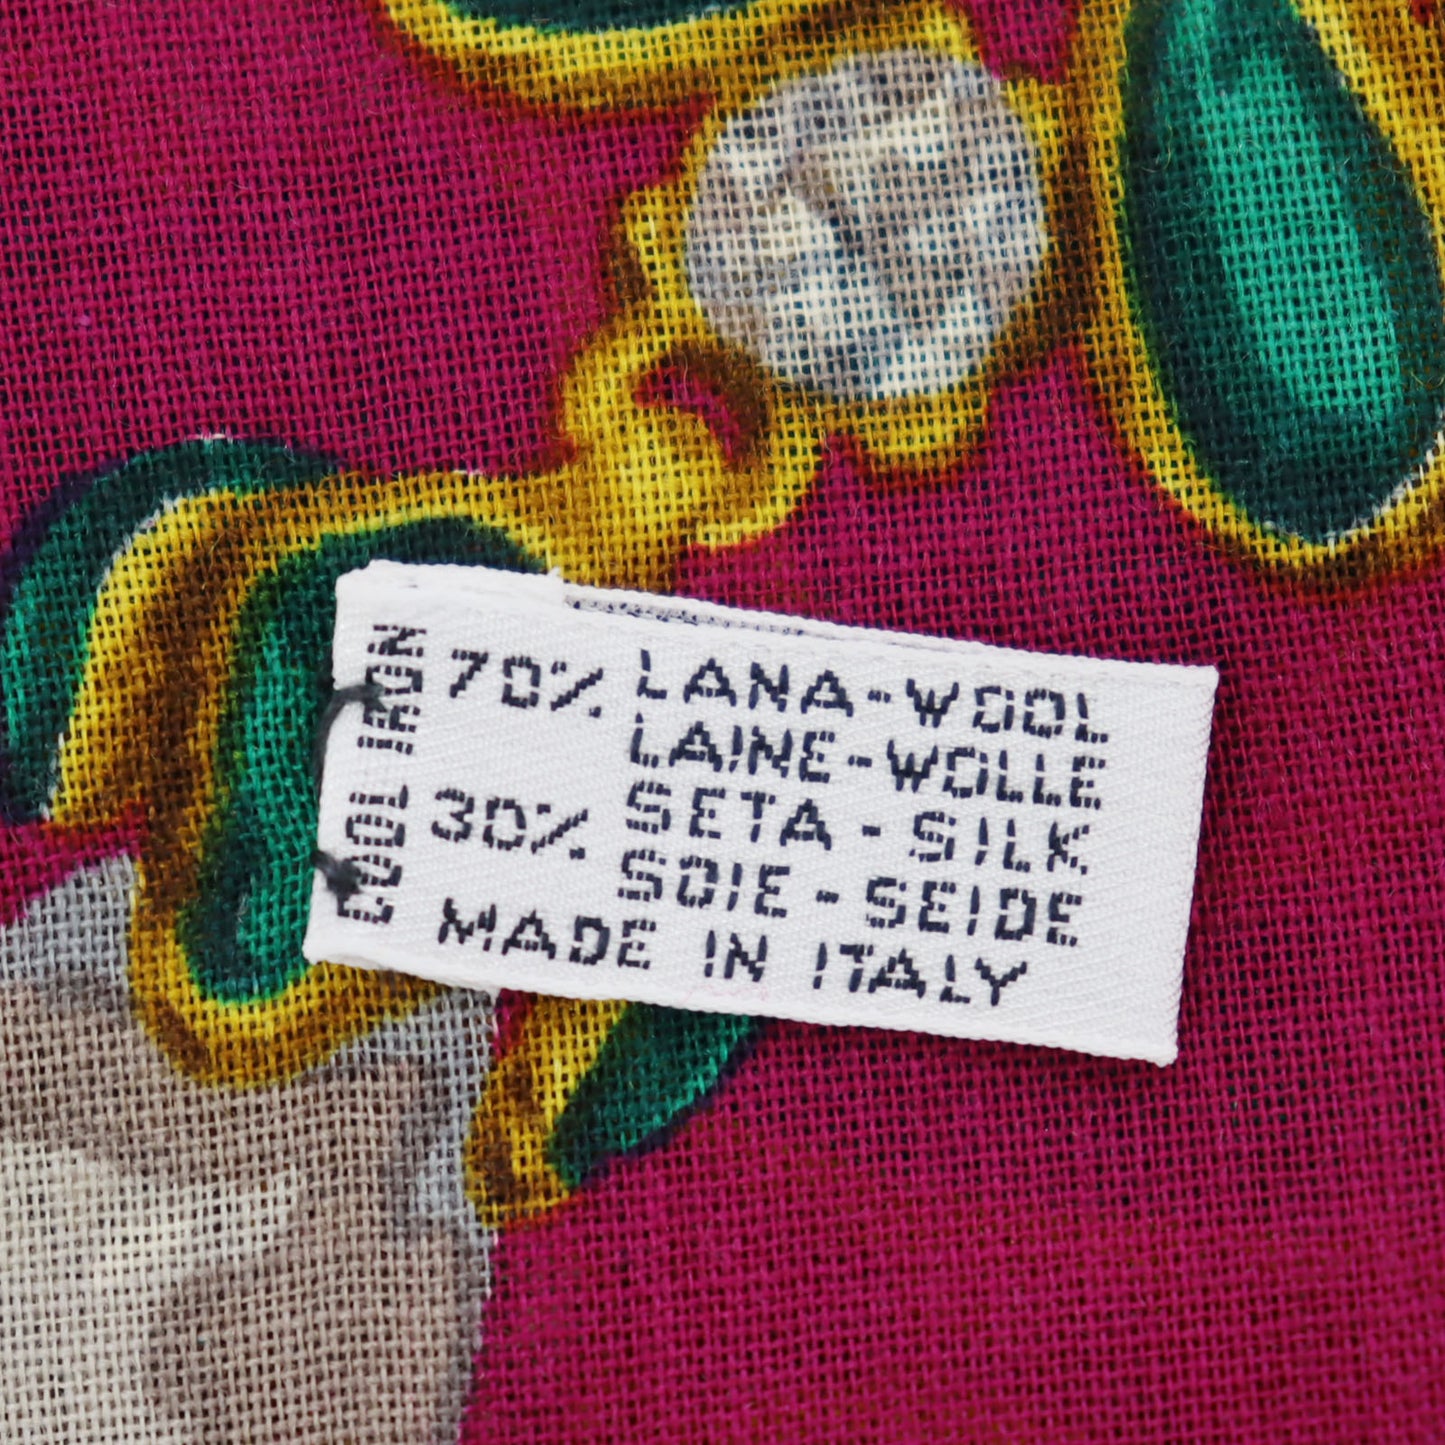 COOL IRON
70% LANA-WOOL
LAINE-WOLLE
30% SETA-SILK
SOIE-SEIDE
MADE IN ITALY